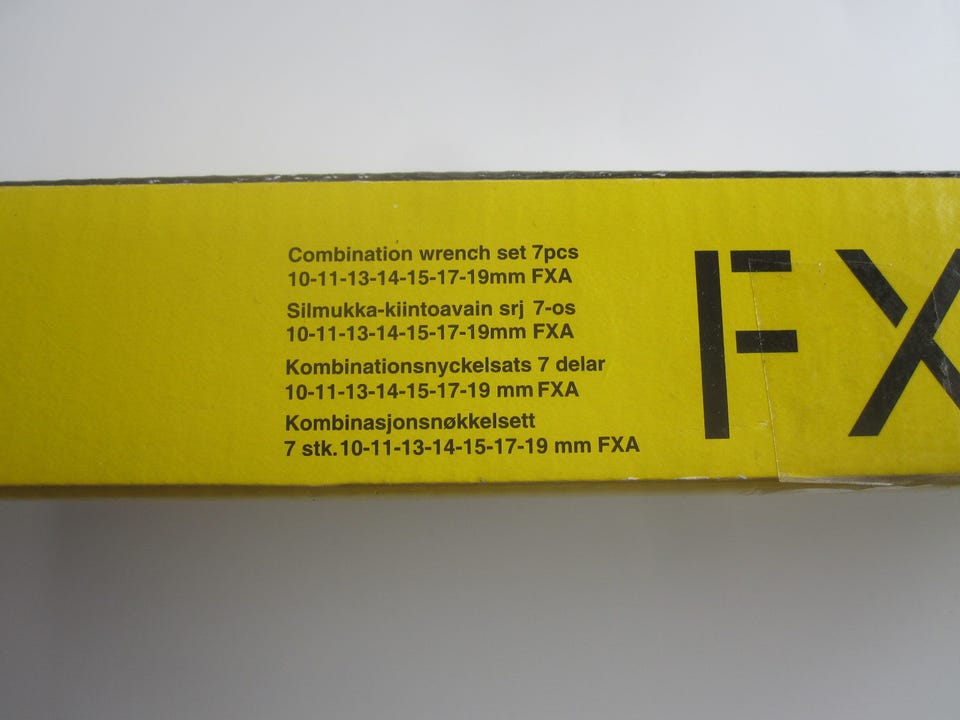 Combination wrench set 7pcs
10-11-13-14-15-17-19mm FXA
Silmukka-kiintoavain srj 7-os
10-11-13-14-15-17-19mm FXA
Kombinationsnyckelsats 7 delar
10-11-13-14-15-17-19 mm FXA
Kombinasjonsnøkkelsett
7 stk. 10-11-13-14-15-17-19 mm FXA
FX